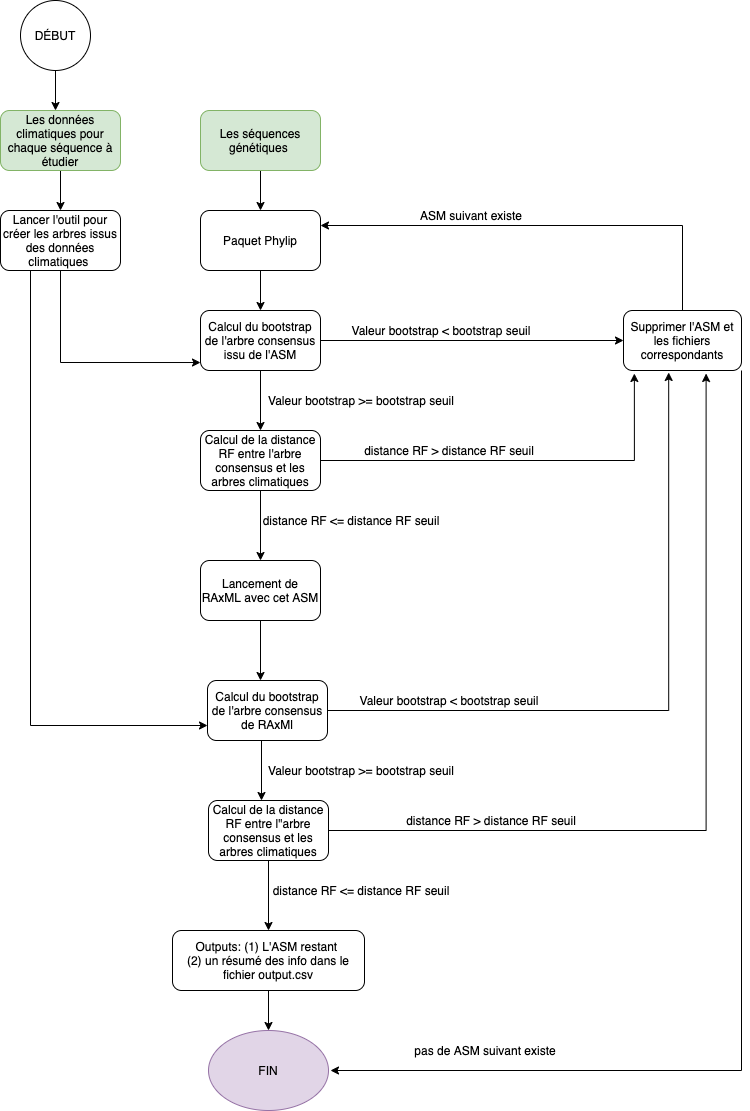 DÉBUT
Les données
climatiques pour
chaque séquence à
étudier
Les séquences
génétiques
Lancer l'outil pour
créer les arbres issus
des données
climatiques
Paquet Phylip
ASM suivant existe
Calcul du bootstrap
de l'arbre consensus
issu de l'ASM
Valeur bootstrap < bootstrap seuil
Supprimer l'ASM et
les fichiers
correspondants
Valeur bootstrap >= bootstrap seuil
Calcul de la distance
RF entre l'arbre
consensus et les
arbres climatiques
distance RF > distance RF seuil
distance RF <= distance RF seuil
Lancement de
RAxML avec cet ASM
Calcul du bootstrap
de l'arbre consensus
de RAxMl
Valeur bootstrap < bootstrap seuil
Valeur bootstrap >= bootstrap seuil
Calcul de la distance
RF entre l"arbre
consensus et les
arbres climatiques
distance RF > distance RF seuil
distance RF <= distance RF seuil
Outputs: (1) L'ASM restant
(2) un résumé des info dans le
fichier output.csv
pas de ASM suivant existe
FIN